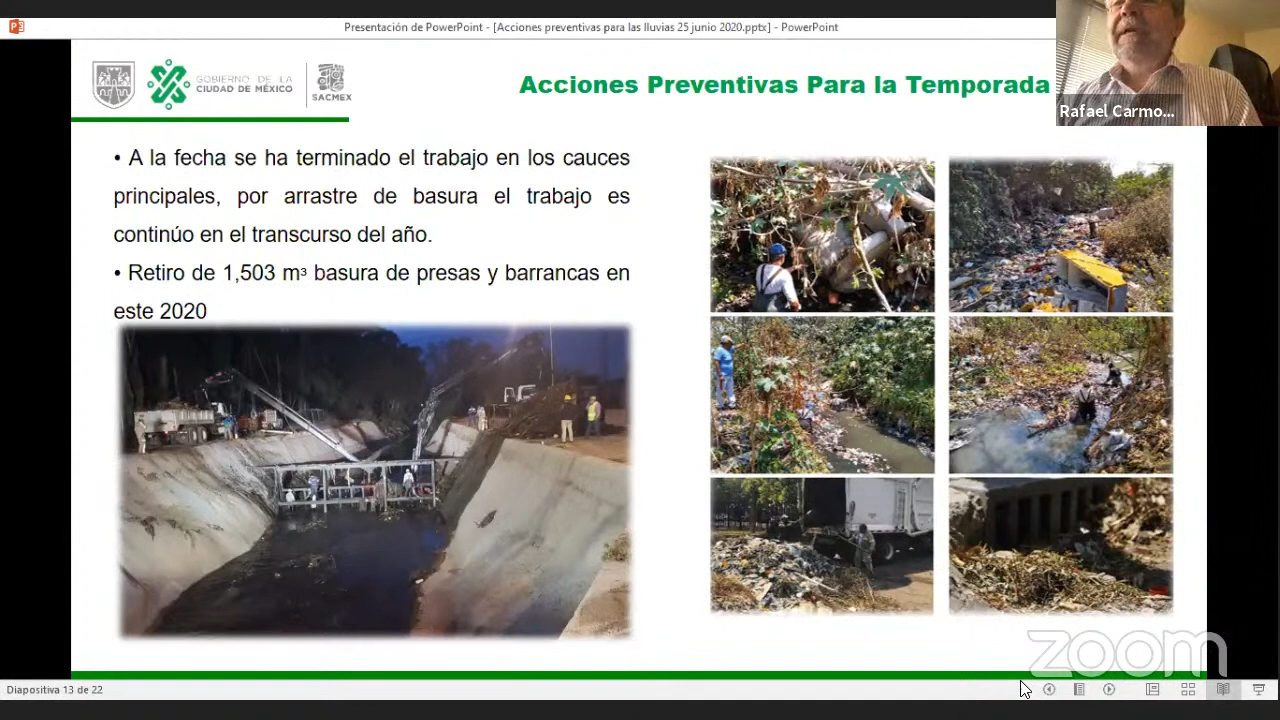 Presentación de PowerPoint - [Acciones preventivas para las lluvias 25 junio 2020.pptx] - PowerPoint
GOBIERNO DE LA
CIUDAD DE MÉXICO
SACMEX
Acciones Preventivas Para la Temporada
Rafael Carmo...
• A la fecha se ha terminado el trabajo en los cauces
principales, por arrastre de basura el trabajo es
continúo en el transcurso del año.
• Retiro de 1,503 m³ basura de presas y barrancas en
este 2020
zoom
Diapositiva 13 de 22